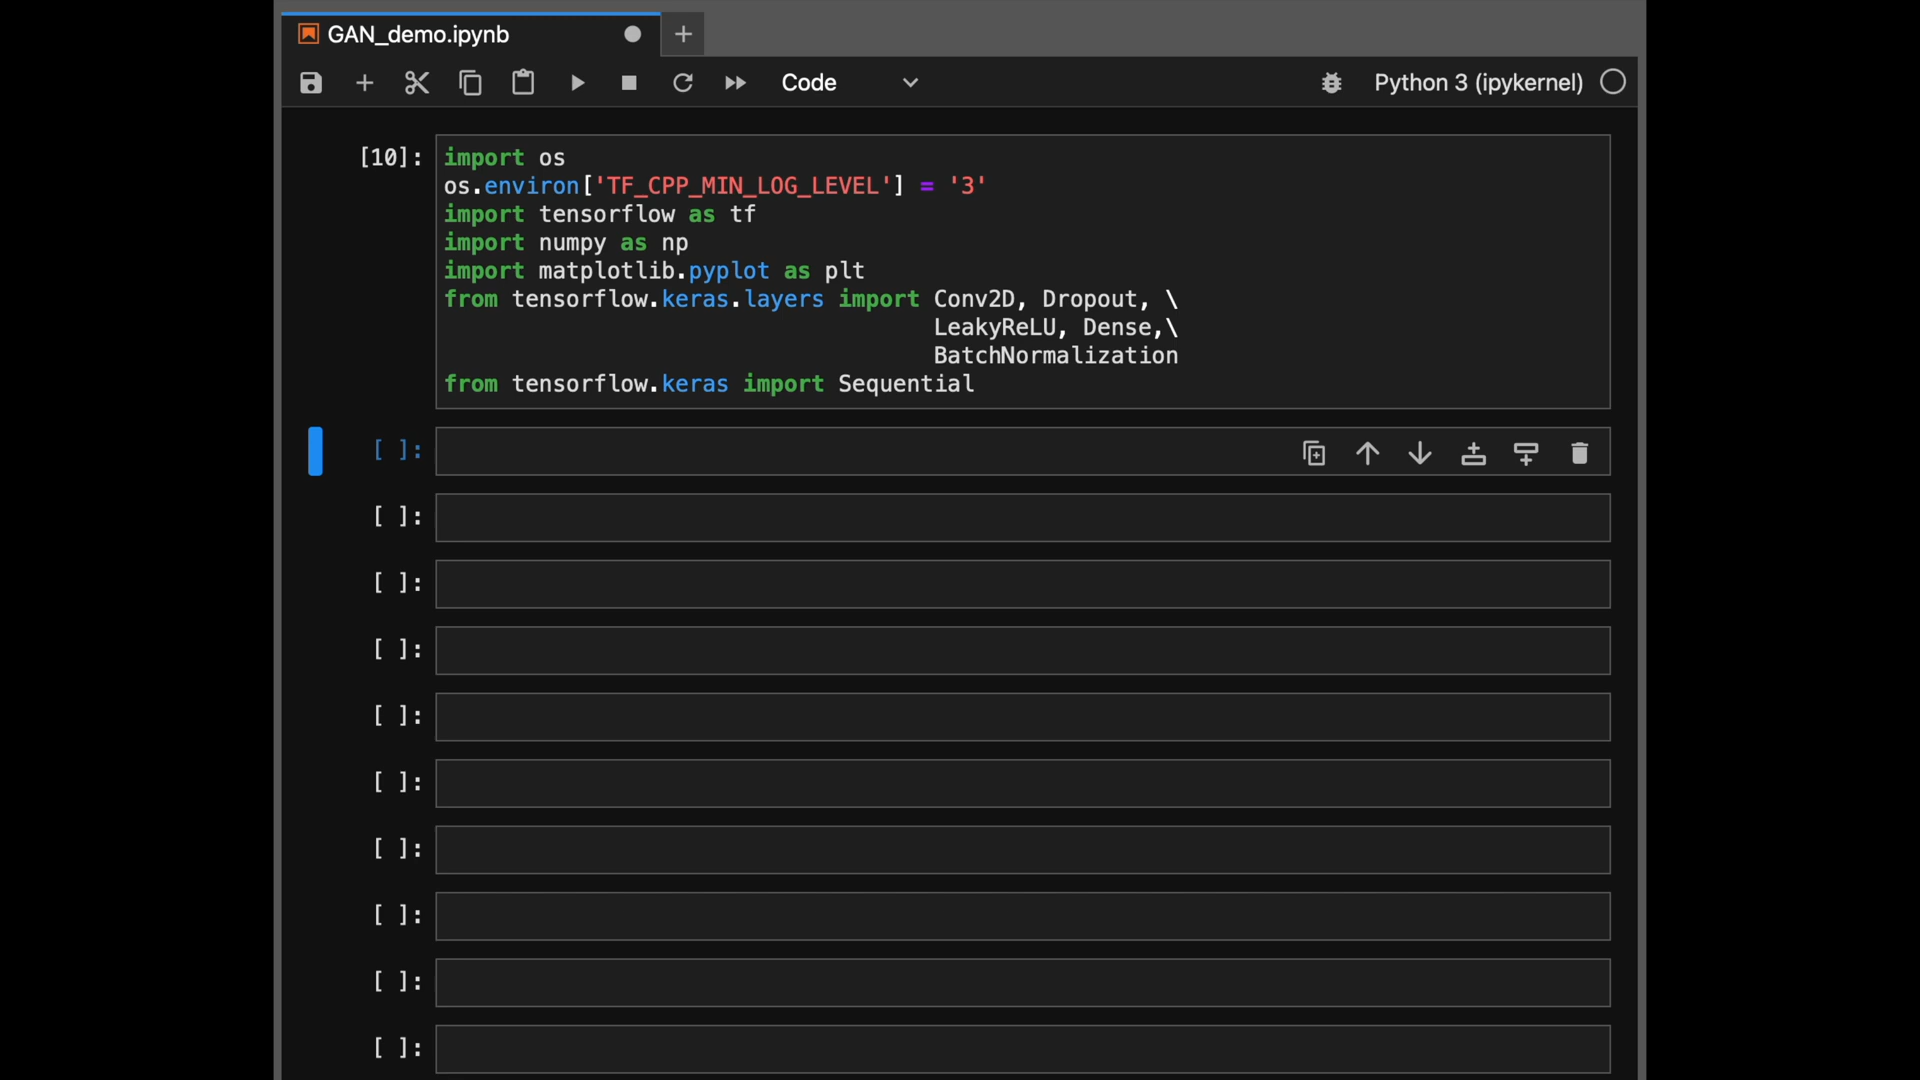 GAN_demo.ipynb
Code
Python 3 (ipykernel)
[10]:
import os
os.environ['TF_CPP_MIN_LOG_LEVEL'] = '3'
import tensorflow as tf
import numpy as np
import matplotlib.pyplot as plt
from tensorflow.keras.layers import Conv2D, Dropout, \
LeakyReLU, Dense,\
BatchNormalization
from tensorflow.keras import Sequential
[ ]:
[ ]:
[ ]:
[ ]:
[ ]:
[ ]:
[ ]:
[ ]:
[ ]:
[ ]: